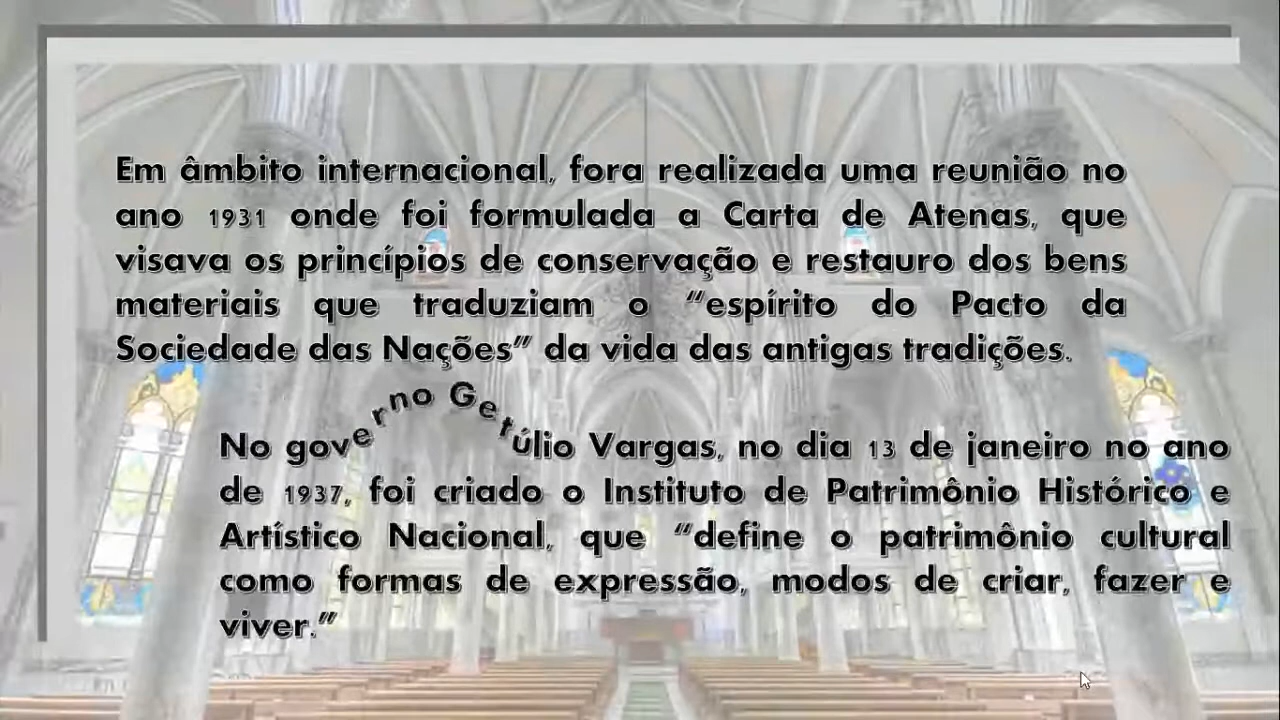 Em âmbito internacional, fora realizada uma reunião no
ano 1931 onde foi formulada a Carta de Atenas, que
visava os princípios de conservação e restauro dos bens
materiais que traduziam o “espírito do Pacto da
Sociedade das Nações” da vida das antigas tradições.
No governo Getúlio Vargas, no dia 13 de janeiro no ano
de 1937, foi criado o Instituto de Patrimônio Histórico e
Artístico Nacional, que “define o patrimônio cultural
como formas de expressão, modos de criar, fazer e
viver.”